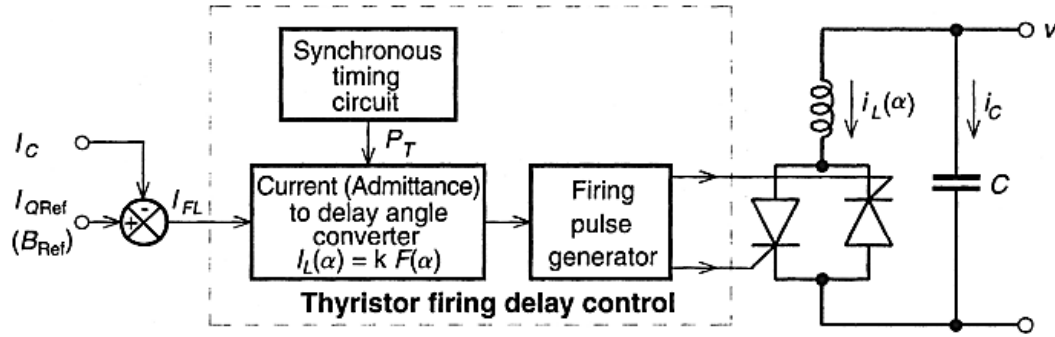 Synchronous
timing
circuit
P_T
I_C
I_QRef
(B_Ref)
-
+
I_FL
Current (Admittance)
to delay angle
converter
I_L(α) = k F(α)
Firing
pulse
generator
Thyristor firing delay control
i_L(α)
i_C
C
v